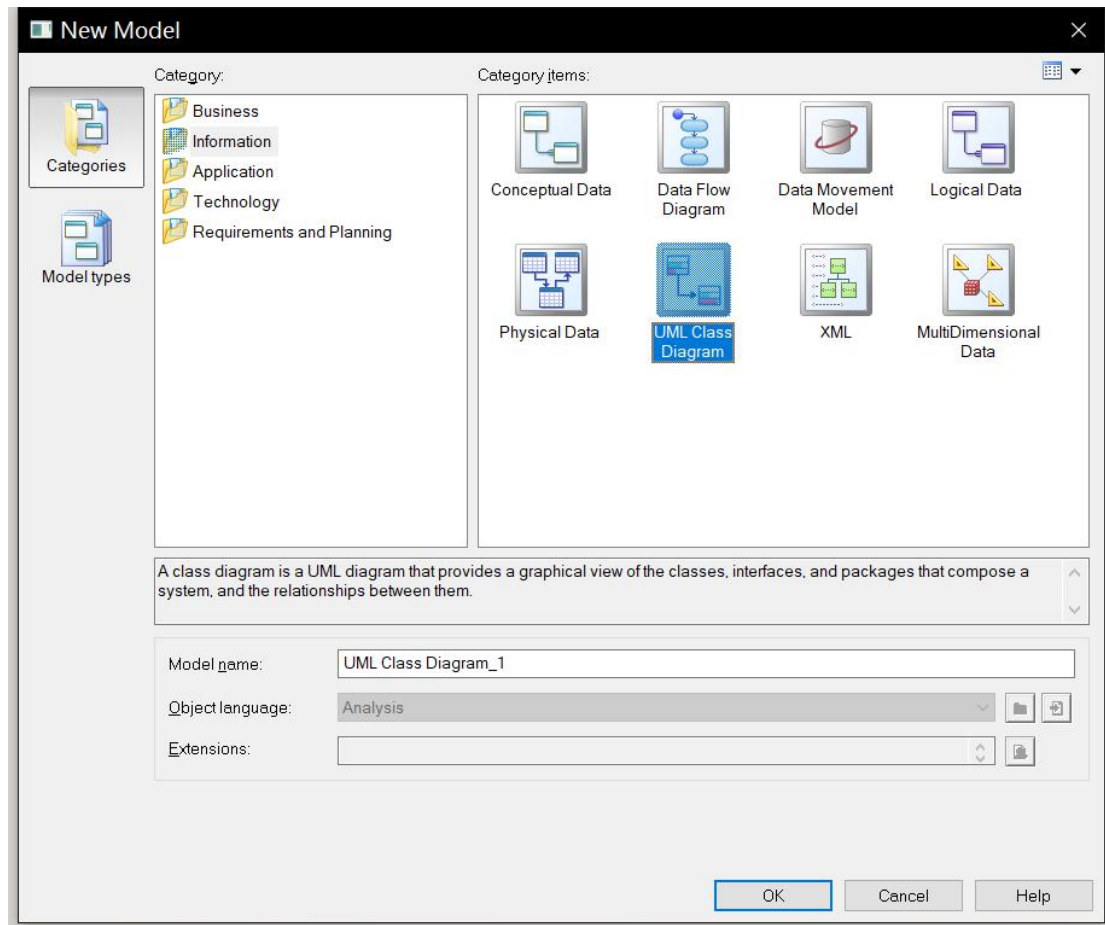 New Model
Category:
Category items:
Categories
Model types
Business
Information
Application
Technology
Requirements and Planning
Conceptual Data
Data Flow
Diagram
Data Movement
Model
Logical Data
Physical Data
UML Class
Diagram
XML
MultiDimensional
Data
A class diagram is a UML diagram that provides a graphical view of the classes, interfaces, and packages that compose a
system, and the relationships between them.
Model name:
UML Class Diagram_1
Object language:
Analysis
Extensions:
OK
Cancel
Help